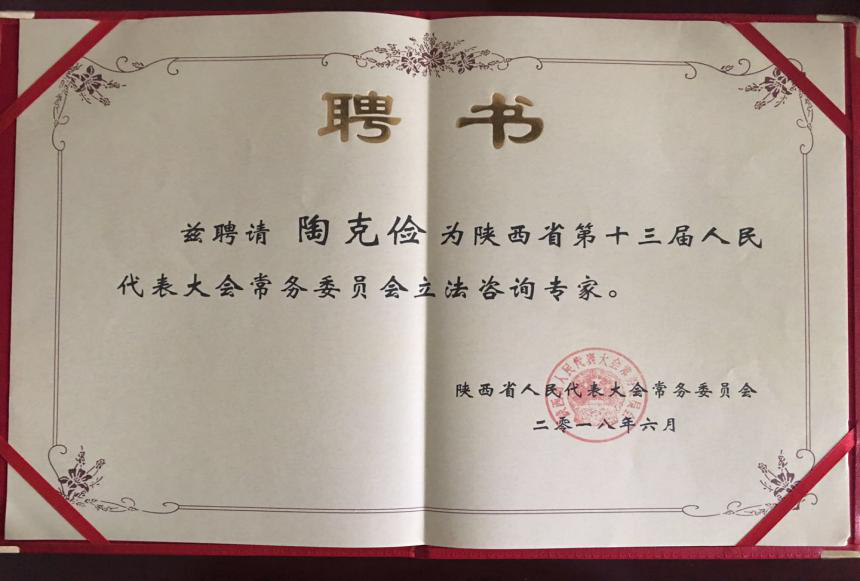 聘书
兹聘请 陶克俭 为陕西省第十三届人民
代表大会常务委员会立法咨询专家。
陕西省人民代表大会常务委员会
二零一八年六月